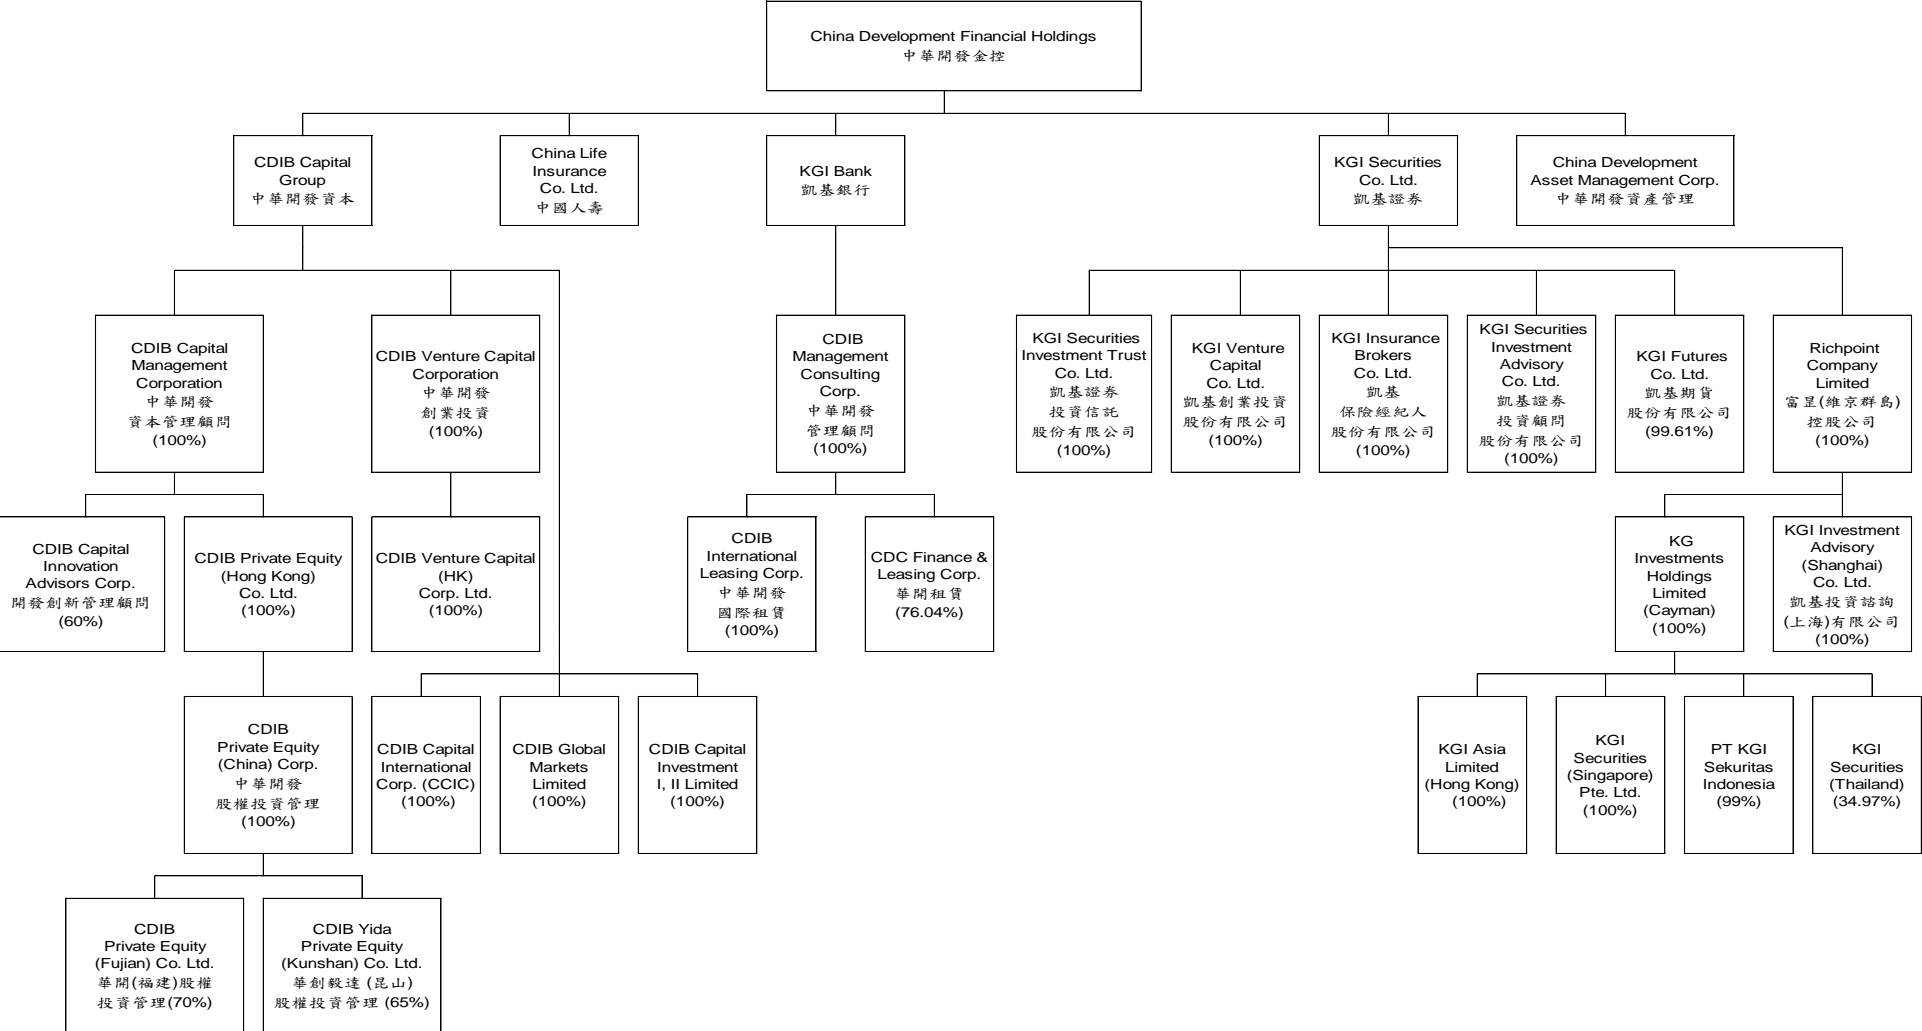 China Development Financial Holdings
中華開發金控
CDIB Capital
Group
中華開發資本
China Life
Insurance
Co. Ltd.
中國人壽
KGI Bank
凱基銀行
KGI Securities
Co. Ltd.
凱基證券
China Development
Asset Management Corp.
中華開發資產管理
CDIB Capital
Management
Corporation
中華開發
資本管理顧問
(100%)
CDIB Venture Capital
Corporation
中華開發
創業投資
(100%)
CDIB
Management
Consulting
Corp.
中華開發
管理顧問
(100%)
KGI Securities
Investment Trust
Co. Ltd.
凱基證券
投資信託
股份有限公司
(100%)
KGI Venture
Capital
Co. Ltd.
凱基創業投資
股份有限公司
(100%)
KGI Insurance
Brokers
Co. Ltd.
凱基
保險經紀人
股份有限公司
(100%)
KGI Securities
Investment
Advisory
Co. Ltd.
凱基證券
投資顧問
股份有限公司
(100%)
KGI Futures
Co. Ltd.
凱基期貨
股份有限公司
(99.61%)
Richpoint
Company
Limited
富昰(維京群島)
控股公司
(100%)
CDIB Capital
Innovation
Advisors Corp.
開發創新管理顧問
(60%)
CDIB Private Equity
(Hong Kong)
Co. Ltd.
(100%)
CDIB Venture Capital
(HK)
Corp. Ltd.
(100%)
CDIB
International
Leasing Corp.
中華開發
國際租賃
(100%)
CDC Finance &
Leasing Corp.
華開租賃
(76.04%)
KG
Investments
Holdings
Limited
(Cayman)
(100%)
KGI Investment
Advisory
(Shanghai)
Co. Ltd.
凱基投資諮詢
(上海)有限公司
(100%)
CDIB
Private Equity
(China) Corp.
中華開發
股權投資管理
(100%)
CDIB Capital
International
Corp. (CCIC)
(100%)
CDIB Global
Markets
Limited
(100%)
CDIB Capital
Investment
I, II Limited
(100%)
KGI Asia
Limited
(Hong Kong)
(100%)
KGI
Securities
(Singapore)
Pte. Ltd.
(100%)
PT KGI
Sekuritas
Indonesia
(99%)
KGI
Securities
(Thailand)
(34.97%)
CDIB
Private Equity
(Fujian) Co. Ltd.
華開(福建)股權
投資管理(70%)
CDIB Yida
Private Equity
(Kunshan) Co. Ltd.
華創毅達 (昆山)
股權投資管理 (65%)